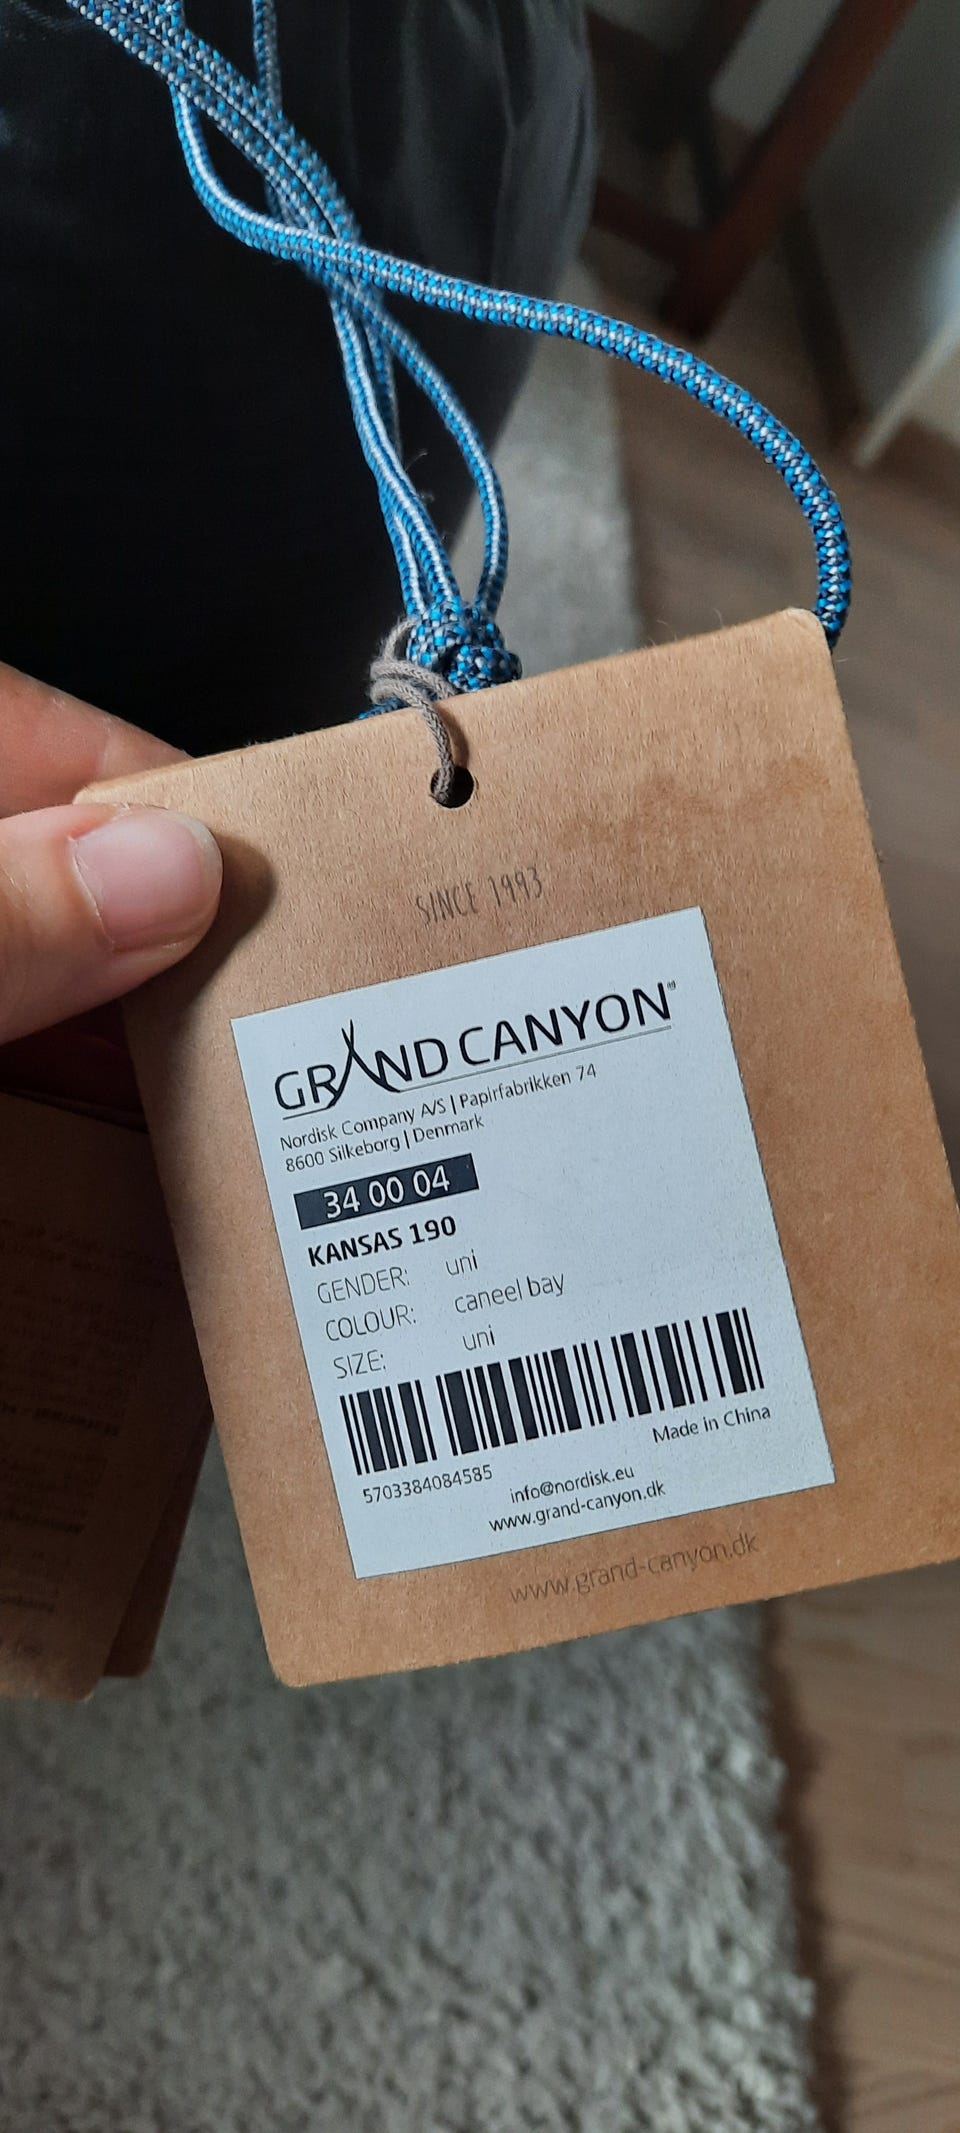 SINCE 1993
GRAND CANYON
Nordisk Company A/S | Papirfabrikken 74
8600 Silkeborg | Denmark
34 00 04
KANSAS 190
GENDER: uni
COLOUR: caneel bay
SIZE: uni
5703384084585
Made in China
info@nordisk.eu
www.grand-canyon.dk
www.grand-canyon.dk